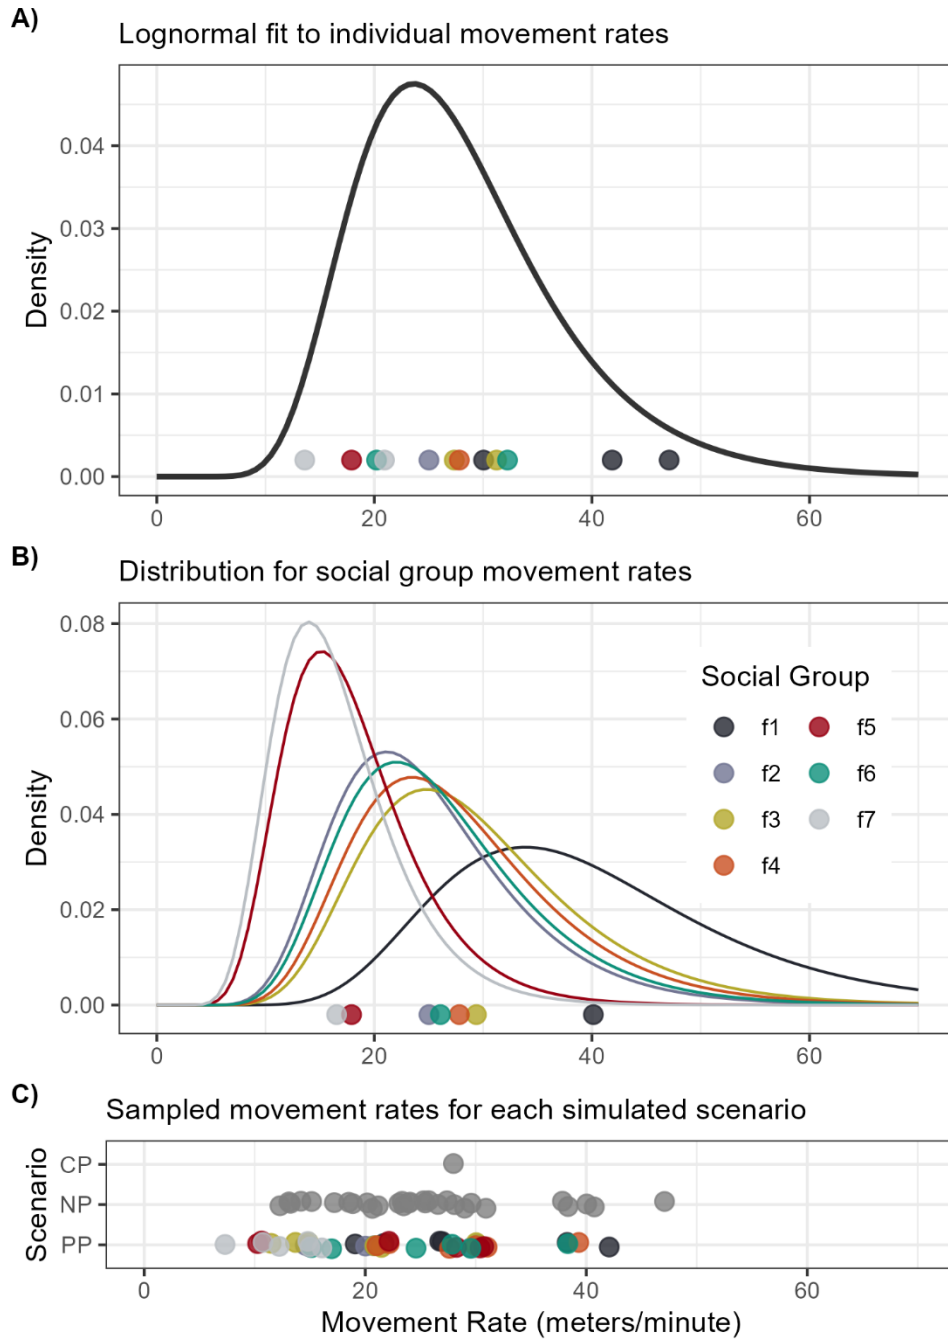 A)
Lognormal fit to individual movement rates
Density
0.04
0.03
0.02
0.01
0.00
0 20 40 60
B)
Distribution for social group movement rates
Density
0.08
0.06
0.04
0.02
0.00
Social Group
f1 f5
f2 f6
f3 f7
f4
0 20 40 60
C)
Sampled movement rates for each simulated scenario
Scenario
CP
NP
PP
0 20 40 60
Movement Rate (meters/minute)